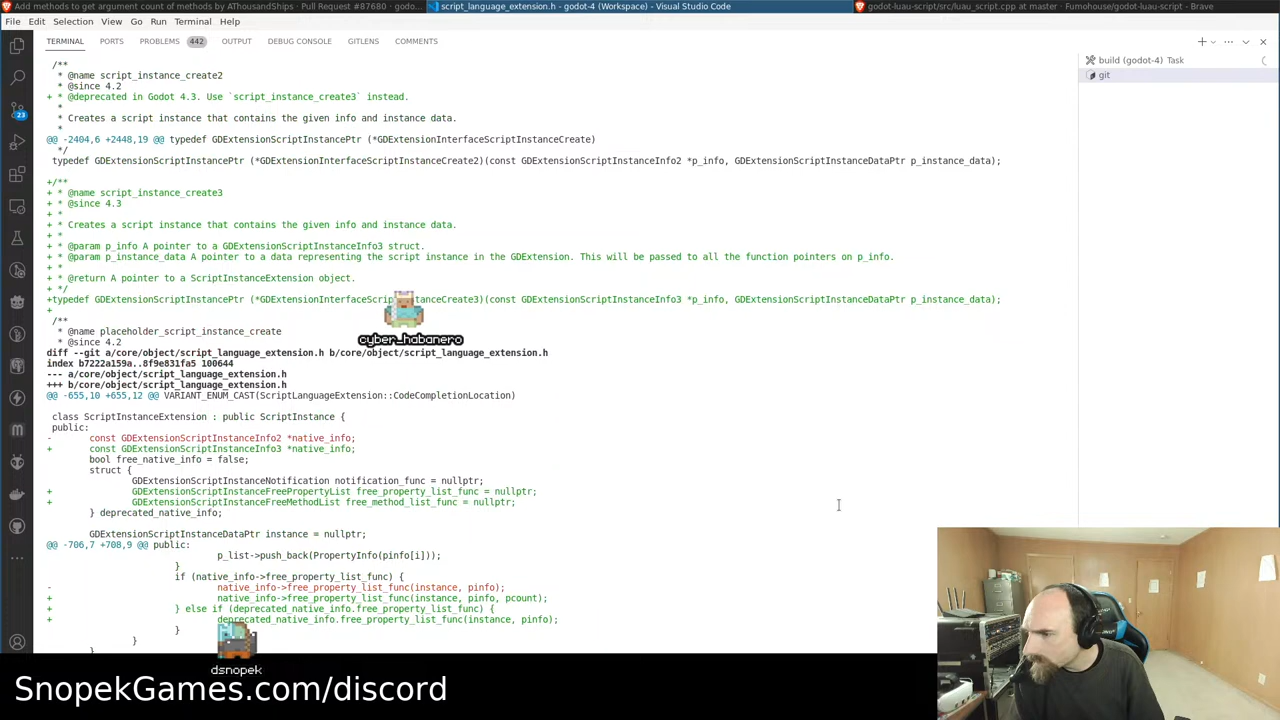 Add methods to get argument count of methods by AThousandShips · Pull Request #87680 · godo...
script_language_extension.h - godot-4 (Workspace) - Visual Studio Code
godot-luau-script/src/luau_script.cpp at master · Fumohouse/godot-luau-script - Brave
File Edit Selection View Go Run Terminal Help
TERMINAL PORTS PROBLEMS 442 OUTPUT DEBUG CONSOLE GITLENS COMMENTS
build (godot-4) Task
git
23
/**
* @name script_instance_create2
* @since 4.2
+ * @deprecated in Godot 4.3. Use `script_instance_create3` instead.
*
* Creates a script instance that contains the given info and instance data.
*
@@ -2404,6 +2448,19 @@ typedef GDExtensionScriptInstancePtr (*GDExtensionInterfaceScriptInstanceCreate)
*/
typedef GDExtensionScriptInstancePtr (*GDExtensionInterfaceScriptInstanceCreate2)(const GDExtensionScriptInstanceInfo2 *p_info, GDExtensionScriptInstanceDataPtr p_instance_data);
+/**
+ * @name script_instance_create3
+ * @since 4.3
+ *
+ * Creates a script instance that contains the given info and instance data.
+ *
+ * @param p_info A pointer to a GDExtensionScriptInstanceInfo3 struct.
+ * @param p_instance_data A pointer to a data representing the script instance in the GDExtension. This will be passed to all the function pointers on p_info.
+ *
+ * @return A pointer to a ScriptInstanceExtension object.
+ */
+typedef GDExtensionScriptInstancePtr (*GDExtensionInterfaceScrip tanceCreate3)(const GDExtensionScriptInstanceInfo3 *p_info, GDExtensionScriptInstanceDataPtr p_instance_data);
+
/**
* @name placeholder_script_instance_create
cyber_habanero
* @since 4.2
diff --git a/core/object/script_language_extension.h b/core/object/script_language_extension.h
index b7222a159a..8f9e831fa5 100644
--- a/core/object/script_language_extension.h
+++ b/core/object/script_language_extension.h
@@ -655,10 +655,12 @@ VARIANT_ENUM_CAST(ScriptLanguageExtension::CodeCompletionLocation)
class ScriptInstanceExtension : public ScriptInstance {
public:
- const GDExtensionScriptInstanceInfo2 *native_info;
+ const GDExtensionScriptInstanceInfo3 *native_info;
bool free_native_info = false;
struct {
GDExtensionScriptInstanceNotification notification_func = nullptr;
+ GDExtensionScriptInstanceFreePropertyList free_property_list_func = nullptr;
+ GDExtensionScriptInstanceFreeMethodList free_method_list_func = nullptr;
} deprecated_native_info;
GDExtensionScriptInstanceDataPtr instance = nullptr;
@@ -706,7 +708,9 @@ public:
p_list->push_back(PropertyInfo(pinfo[i]));
}
if (native_info->free_property_list_func) {
- native_info->free_property_list_func(instance, pinfo);
+ native_info->free_property_list_func(instance, pinfo, pcount);
+ } else if (deprecated_native_info.free_property_list_func) {
+ deprecated_native_info.free_property_list_func(instance, pinfo);
}
}
dsnopek
SnopekGames.com/discord